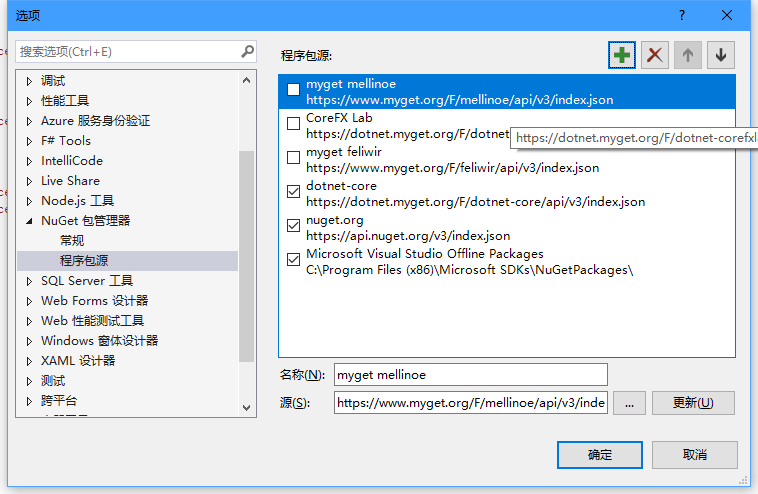 选项
?
搜索选项(Ctrl+E)
调试
性能工具
Azure 服务身份验证
F# Tools
IntelliCode
Live Share
Node.js 工具
NuGet 包管理器
常规
程序包源
SQL Server 工具
Web Forms 设计器
Web 性能测试工具
Windows 窗体设计器
XAML 设计器
测试
跨平台
程序包源:
myget mellinoe
https://www.myget.org/F/mellinoe/api/v3/index.json
CoreFX Lab
https://dotnet.myget.org/F/dotnet
https://dotnet.myget.org/F/dotnet-corefxl
myget feliwir
https://www.myget.org/F/feliwir/api/v3/index.json
dotnet-core
https://dotnet.myget.org/F/dotnet-core/api/v3/index.json
nuget.org
https://api.nuget.org/v3/index.json
Microsoft Visual Studio Offline Packages
C:\Program Files (x86)\Microsoft SDKs\NuGetPackages\
名称(N): myget mellinoe
源(S): https://www.myget.org/F/mellinoe/api/v3/inde ... 更新(U)
确定 取消